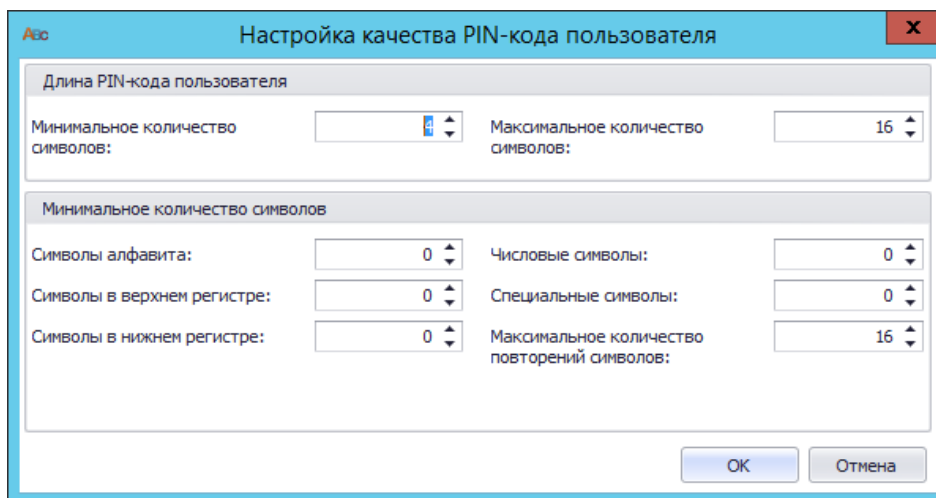 ABC Настройка качества PIN-кода пользователя x
Длина PIN-кода пользователя
Минимальное количество символов: 4
Максимальное количество символов: 16
Минимальное количество символов
Символы алфавита: 0
Числовые символы: 0
Символы в верхнем регистре: 0
Специальные символы: 0
Символы в нижнем регистре: 0
Максимальное количество повторений символов: 16
OK
Отмена